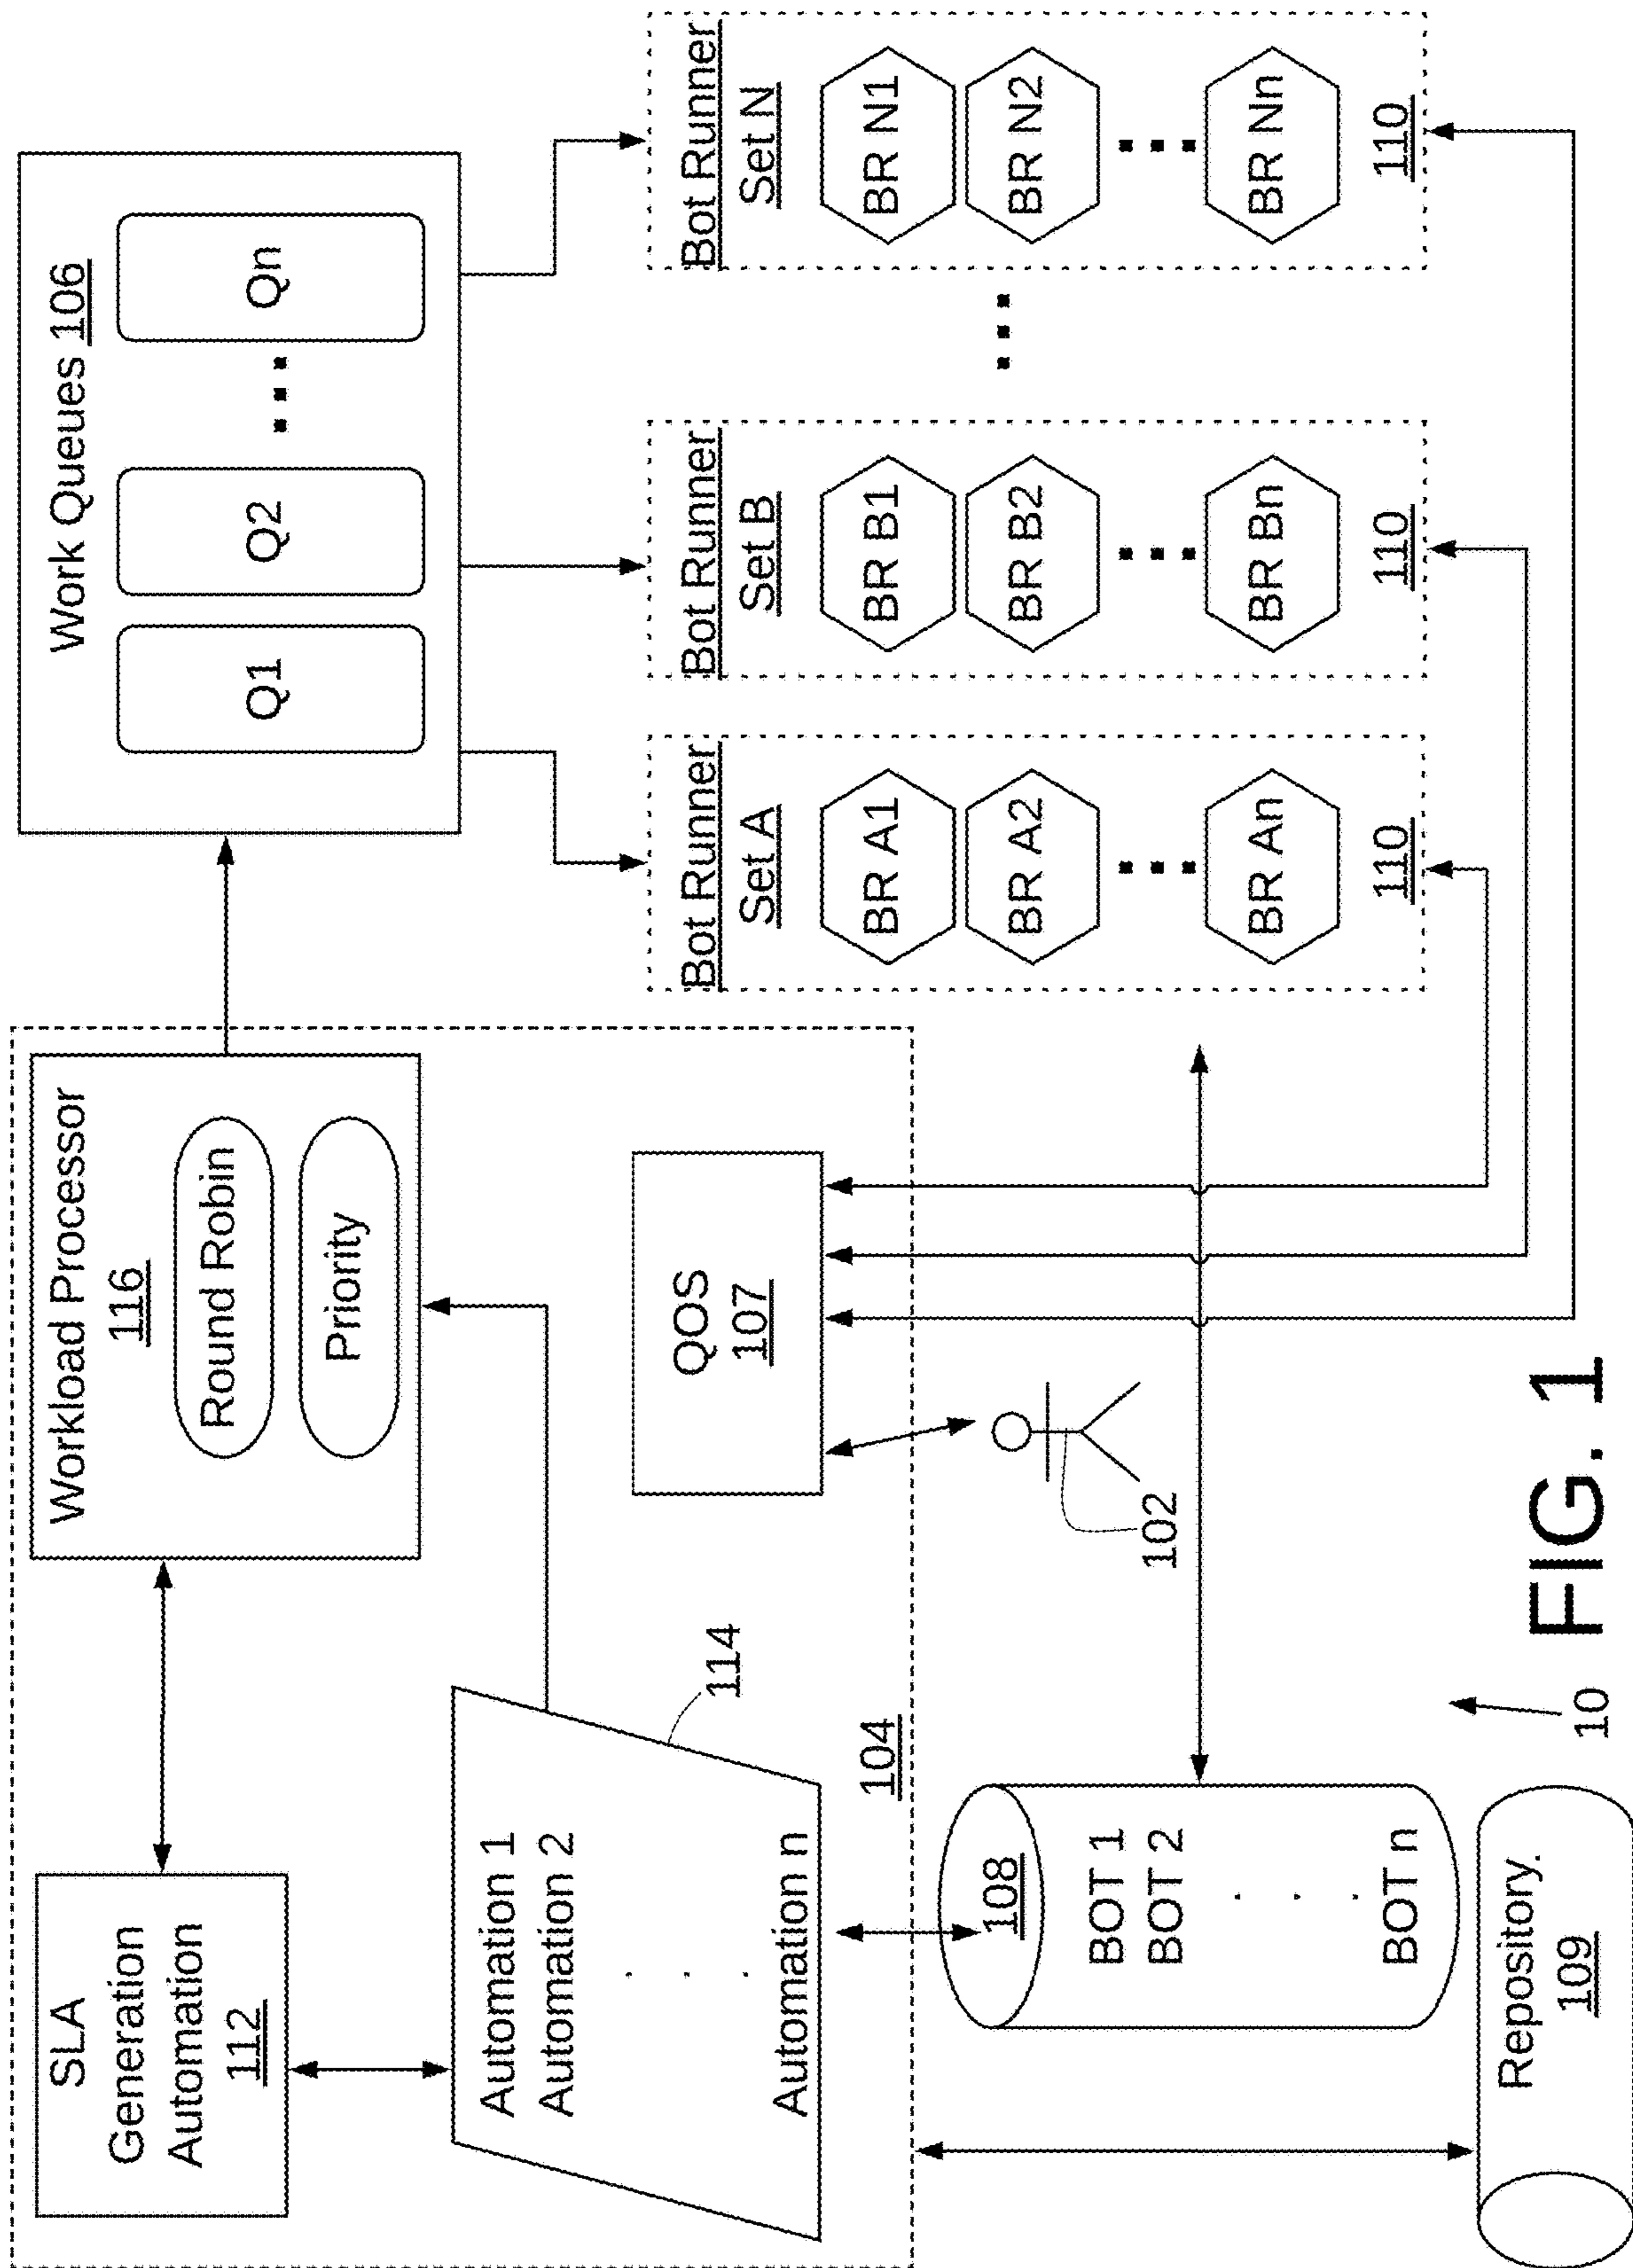 SLA
Generation
Automation
112
Workload Processor
116
Round Robin
Priority
Work Queues 106
Q1
Q2
Qn
Automation 1
Automation 2
.
.
.
Automation n
114
104
QOS
107
102
Bot Runner
Set A
BR A1
BR A2
BR An
110
Bot Runner
Set B
BR B1
BR B2
BR Bn
110
Bot Runner
Set N
BR N1
BR N2
BR Nn
110
108
BOT 1
BOT 2
.
.
.
BOT n
Repository.
109
10
FIG. 1